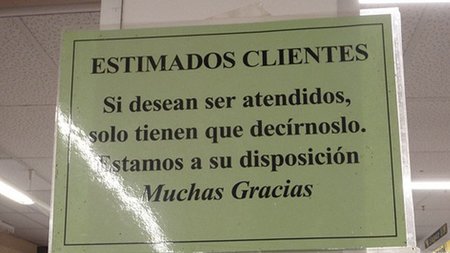 ESTIMADOS CLIENTES
Si desean ser atendidos,
solo tienen que decírnoslo.
Estamos a su disposición
Muchas Gracias